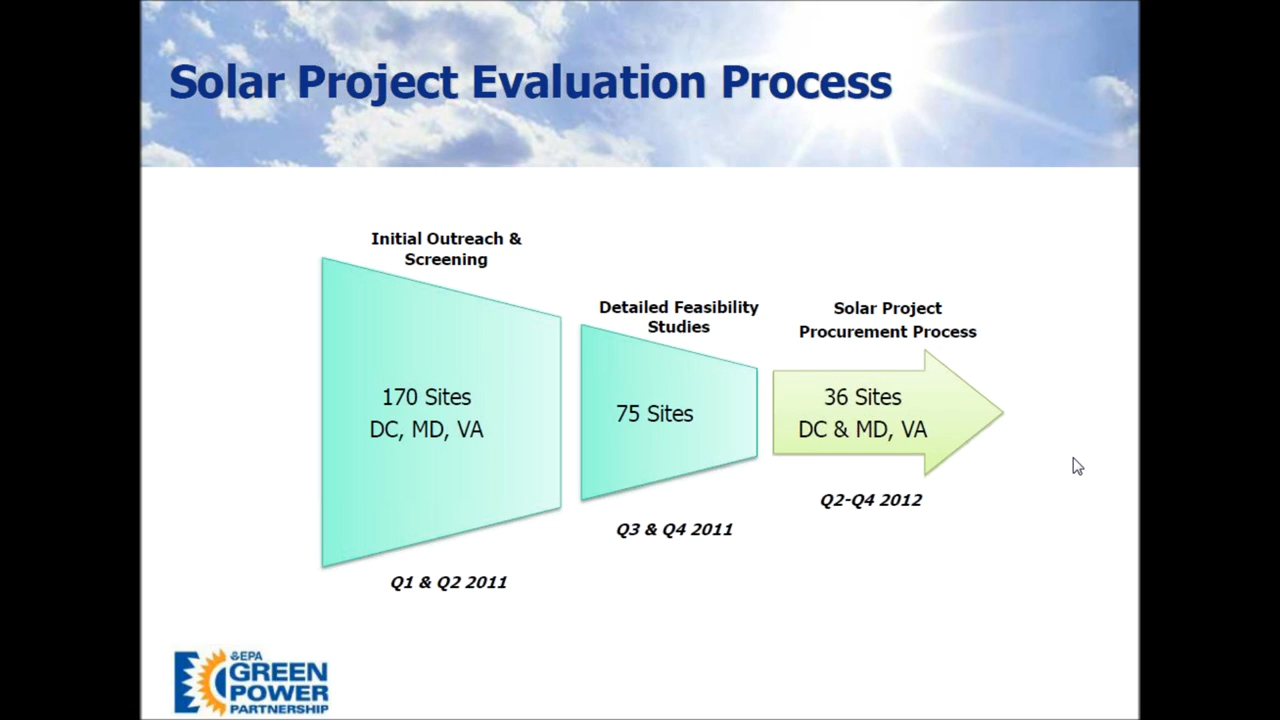 Solar Project Evaluation Process
Initial Outreach &
Screening
170 Sites
DC, MD, VA
Q1 & Q2 2011
Detailed Feasibility
Studies
75 Sites
Q3 & Q4 2011
Solar Project
Procurement Process
36 Sites
DC & MD, VA
Q2-Q4 2012
EPA
GREEN
POWER
PARTNERSHIP